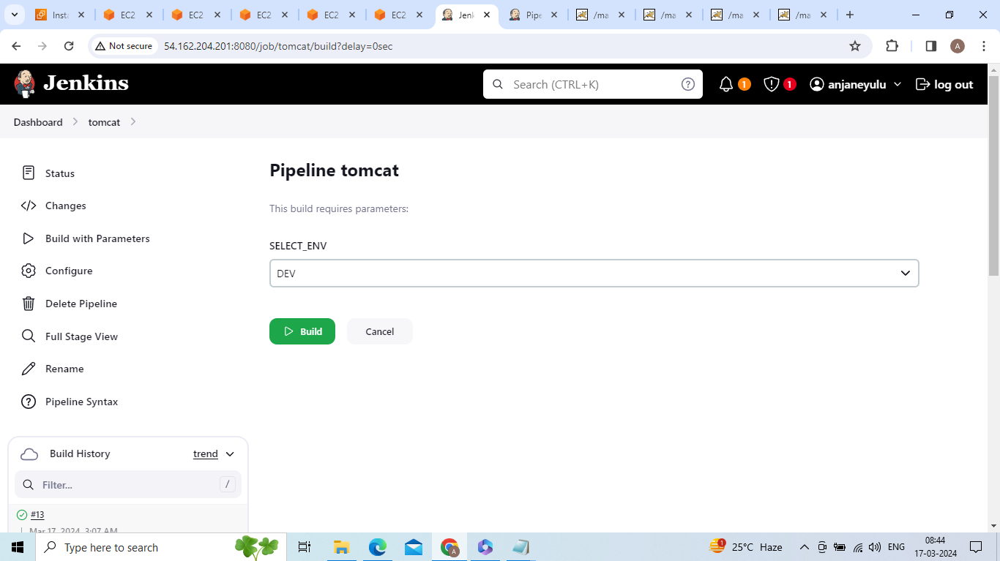 Insta
EC2
EC2
EC2
EC2
EC2
Jenk
Pipe
/ma
/ma
/ma
/ma
Not secure
54.162.204.201:8080/job/tomcat/build?delay=0sec
A
Jenkins
Search (CTRL+K)
?
1
1
anjaneyulu
log out
Dashboard
tomcat
Status
Changes
Build with Parameters
Configure
Delete Pipeline
Full Stage View
Rename
Pipeline Syntax
Pipeline tomcat
This build requires parameters:
SELECT_ENV
DEV
Build
Cancel
Build History
trend
Filter...
/
#13
Mar 17, 2024, 3:07 AM
Type here to search
A
1
25°C Haze
ENG
08:44
17-03-2024